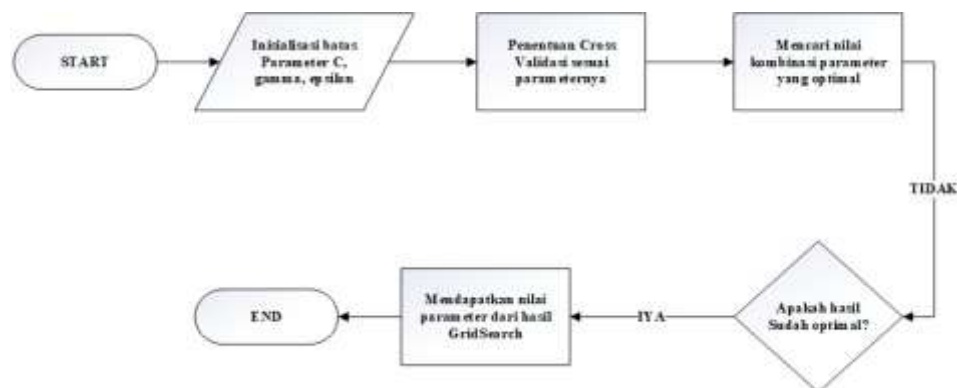 START
Inisialisasi batas
Parameter C,
gamma, epsilon
Penentuan Cross
Validasi sesuai
parameternya
Mencari nilai
kombinasi parameter
yang optimal
TIDAK
Apakah hasil
Sudah optimal?
IYA
Mendapatkan nilai
parameter dari hasil
GridSearch
END